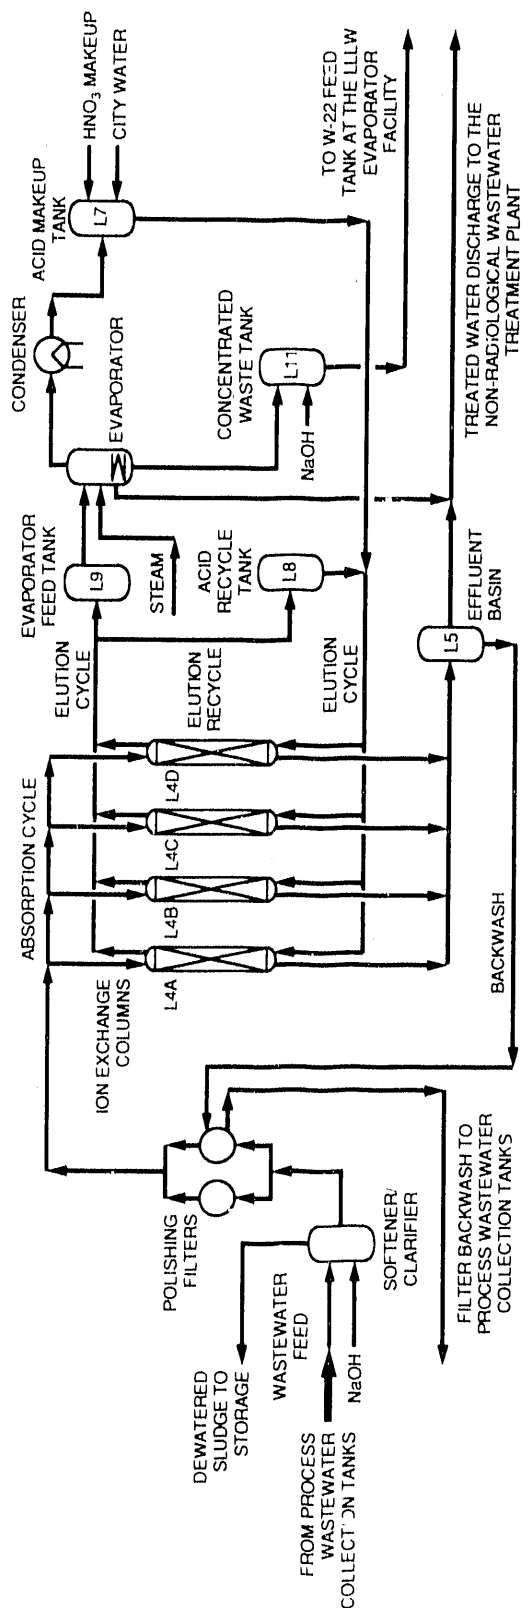 FROM PROCESS
WASTEWATER
COLLECT'ON TANKS
NaOH
WASTEWATER
FEED
DEWATERED
SLUDGE TO
STORAGE
SOFTENER/
CLARIFIER
POLISHING
FILTERS
FILTER BACKWASH TO
PROCESS WASTEWATER
COLLECTION TANKS
BACKWASH
ION EXCHANGE
COLUMNS
ABSORPTION CYCLE
L4A
L4B
L4C
L4D
ELUTION
CYCLE
ELUTION
RECYCLE
ELUTION
CYCLE
L5
EFFLUENT
BASIN
EVAPORATOR
FEED TANK
L9
STEAM
ACID
RECYCLE
TANK
L8
EVAPORATOR
CONDENSER
CONCENTRATED
WASTE TANK
L11
NaOH
ACID MAKEUP
TANK
L7
HNO₃ MAKEUP
CITY WATER
TO W-22 FEED
TANK AT THE LLLW
EVAPORATOR
FACILITY
TREATED WATER DISCHARGE TO THE
NON-RADIOLOGICAL WASTEWATER
TREATMENT PLANT